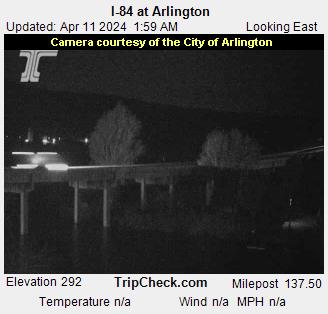 I-84 at Arlington
Updated: Apr 11 2024 1:59 AM Looking East
Camera courtesy of the City of Arlington
Elevation 292 TripCheck.com Milepost 137.50
Temperature n/a Wind n/a MPH n/a